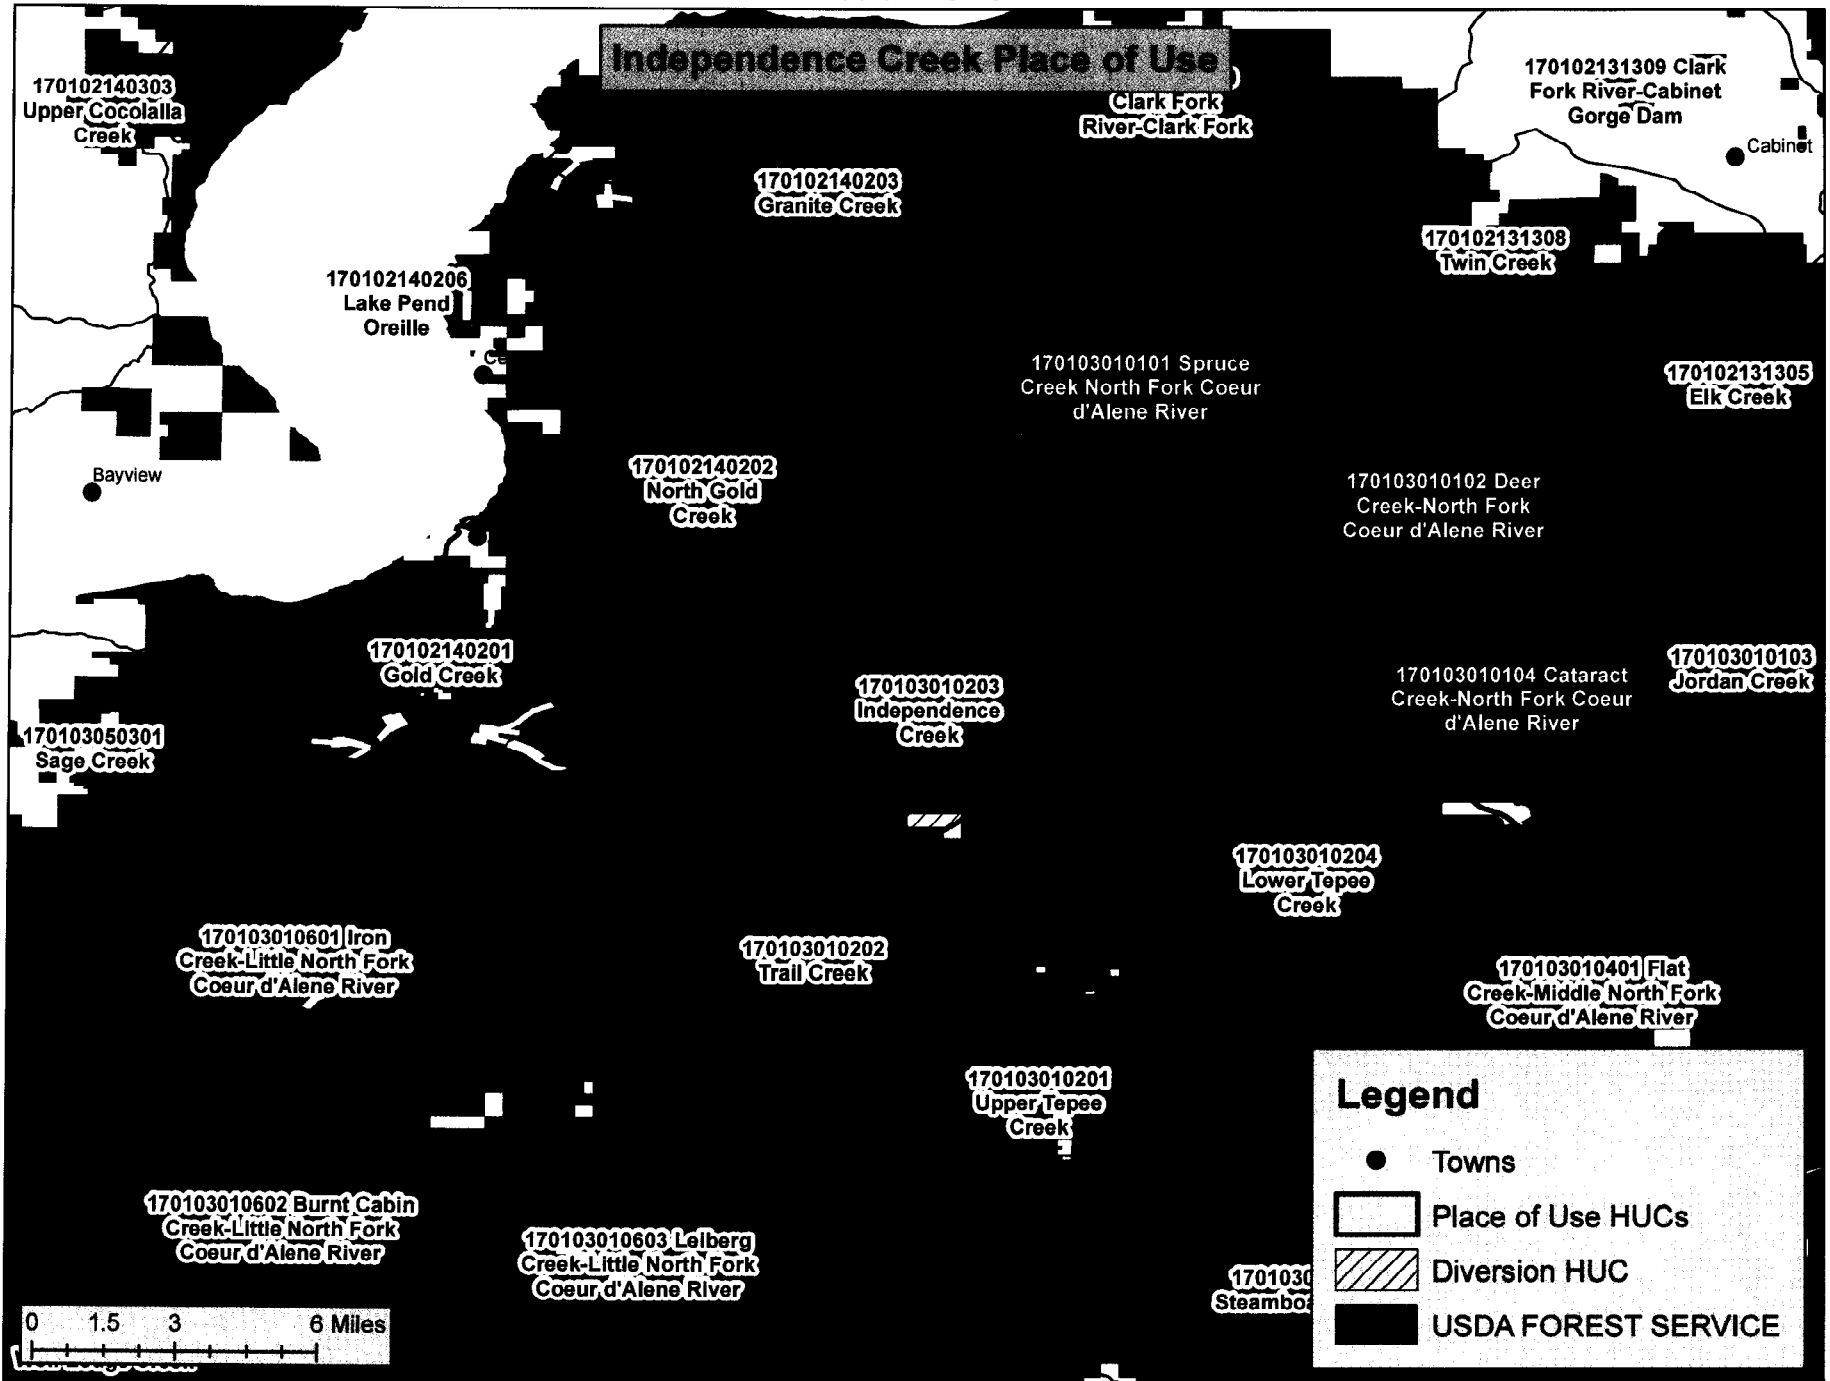 Independence Creek Place of Use
170102140303
Upper Cocolalla
Creek
Clark Fork
River-Clark Fork
170102131309 Clark
Fork River-Cabinet
Gorge Dam
Cabinet
170102140203
Granite Creek
170102131308
Twin Creek
170102140206
Lake Pend
Oreille
170103010101 Spruce
Creek North Fork Coeur
d'Alene River
170102131305
Elk Creek
Bayview
170102140202
North Gold
Creek
170103010102 Deer
Creek-North Fork
Coeur d'Alene River
170102140201
Gold Creek
170103010203
Independence
Creek
170103010104 Cataract
Creek-North Fork Coeur
d'Alene River
170103010103
Jordan Creek
170103050301
Sage Creek
170103010204
Lower Tepee
Creek
170103010601 Iron
Creek-Little North Fork
Coeur d'Alene River
170103010202
Trail Creek
170103010401 Flat
Creek-Middle North Fork
Coeur d'Alene River
170103010201
Upper Tepee
Creek
170103010602 Burnt Cabin
Creek-Little North Fork
Coeur d'Alene River
170103010603 Leiberg
Creek-Little North Fork
Coeur d'Alene River
1701030
Steamboa
Legend
Towns
Place of Use HUCs
Diversion HUC
USDA FOREST SERVICE
0 1.5 3 6 Miles